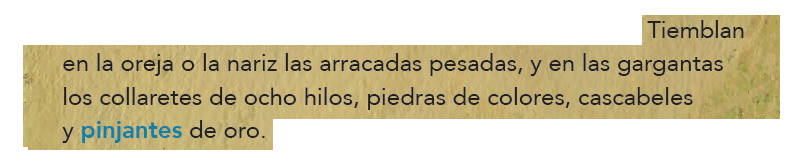 Tiemblan
en la oreja o la nariz las arracadas pesadas, y en las gargantas
los collaretes de ocho hilos, piedras de colores, cascabeles
y pinjantes de oro.